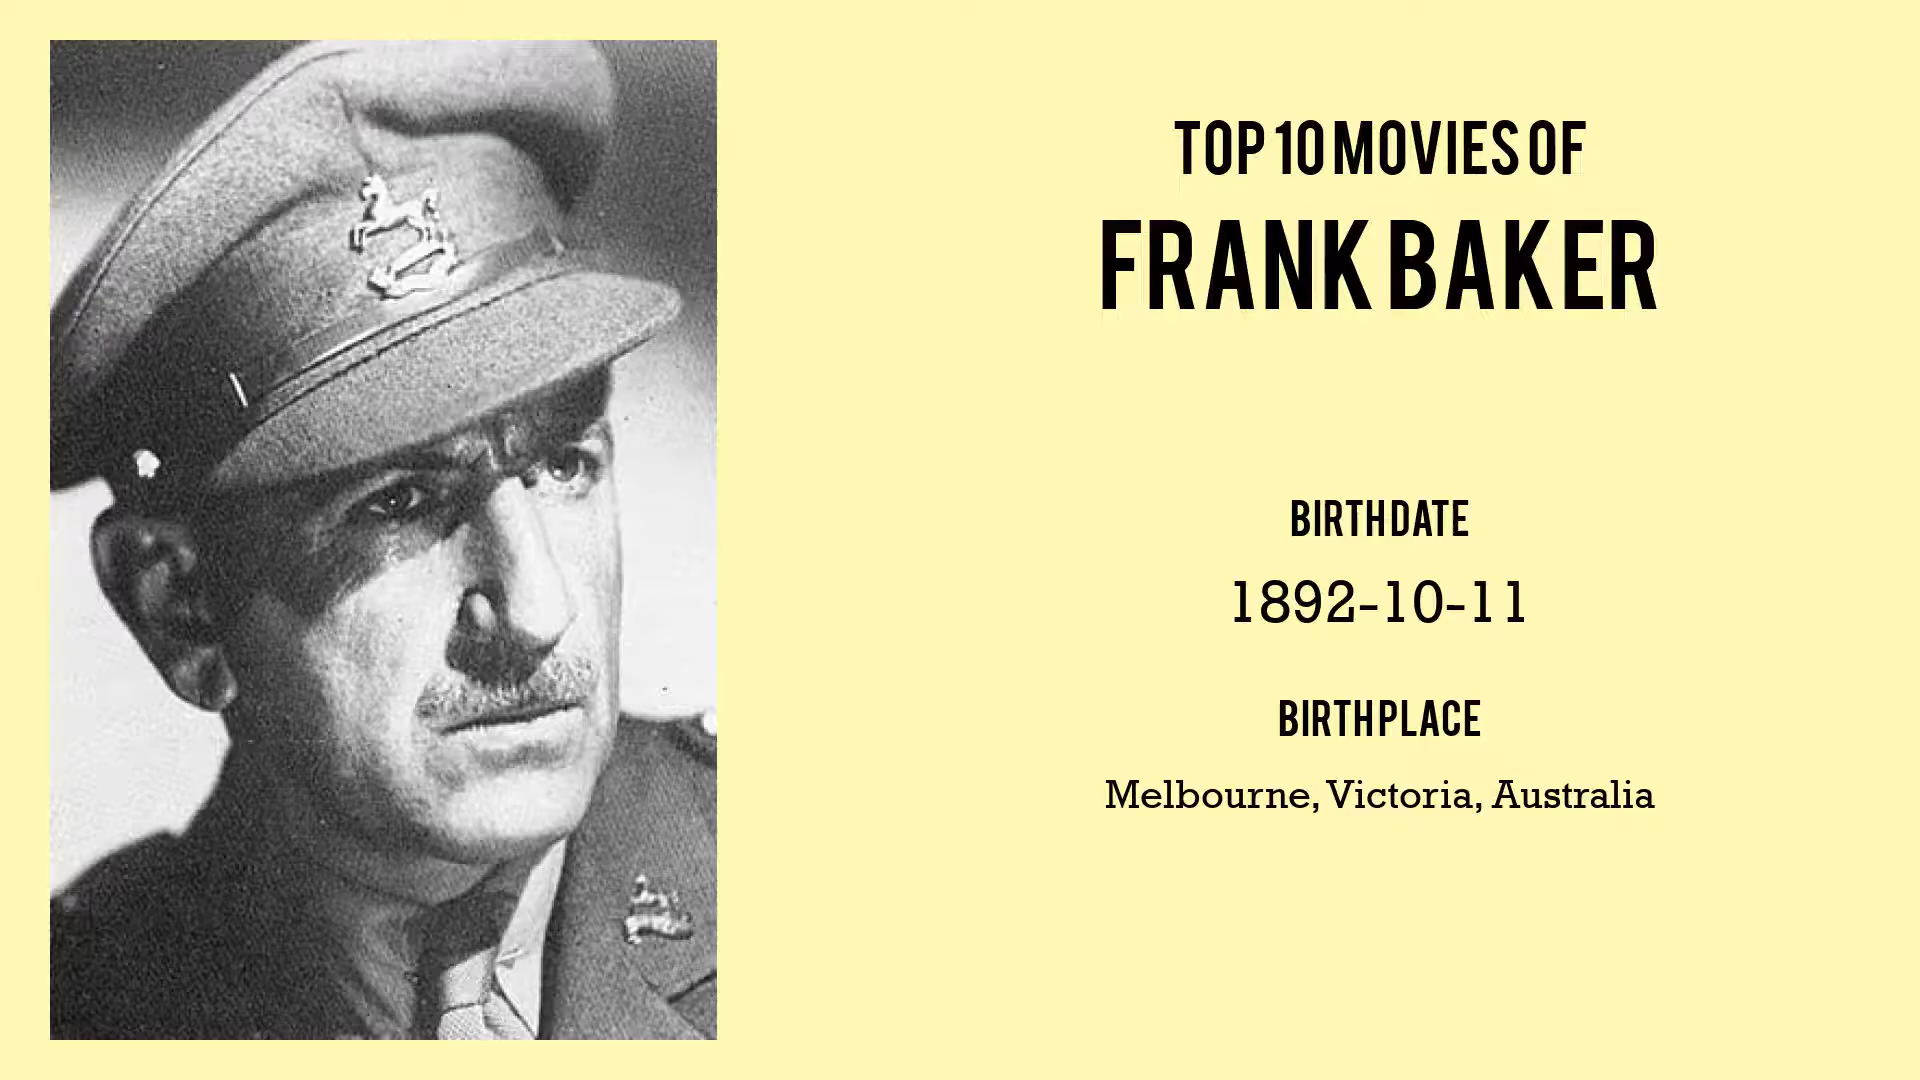 TOP 10 MOVIES OF
FRANK BAKER
BIRTHDATE
1892-10-11
BIRTHPLACE
Melbourne, Victoria, Australia